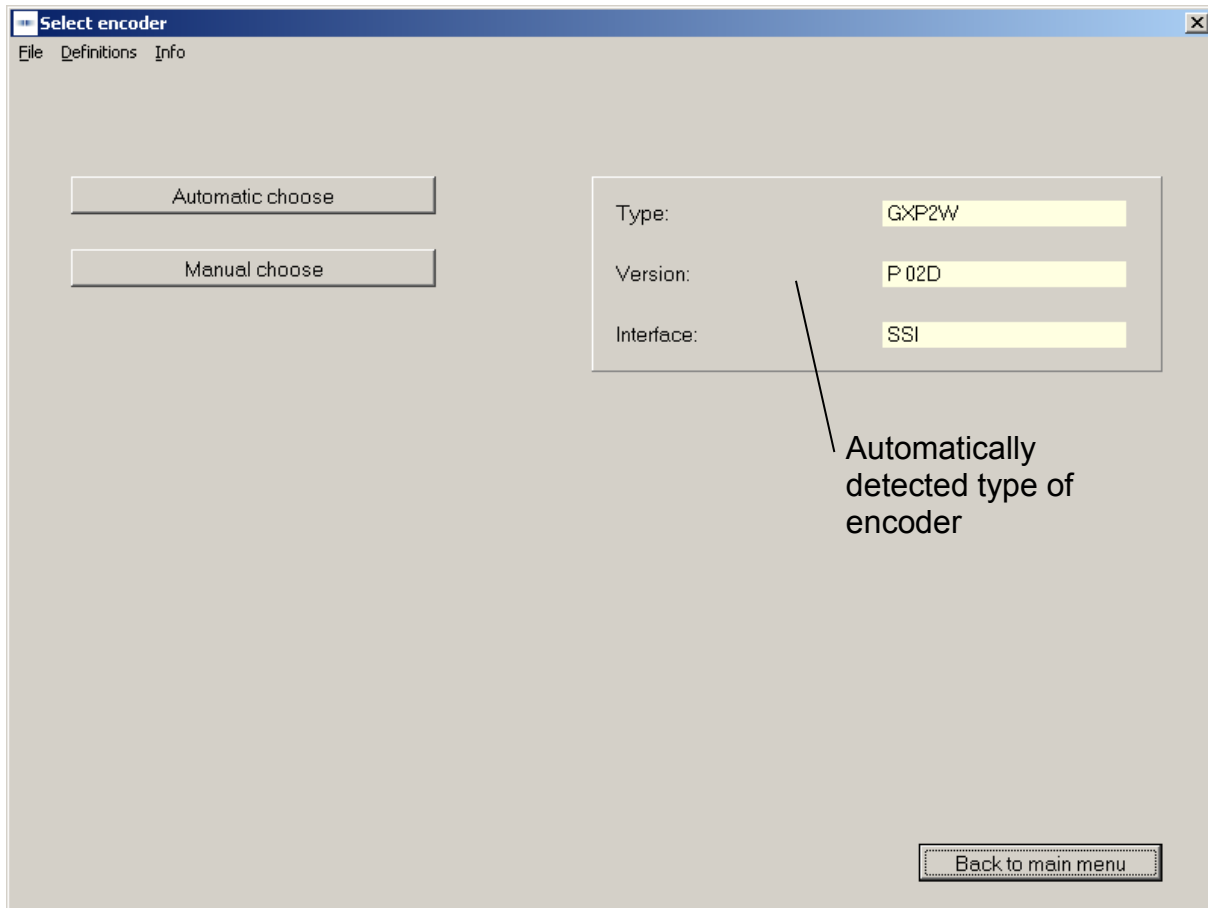 Select encoder
File Definitions Info
Automatic choose
Manual choose
Type: GXP2W
Version: P 02D
Interface: SSI
Automatically
detected type of
encoder
Back to main menu